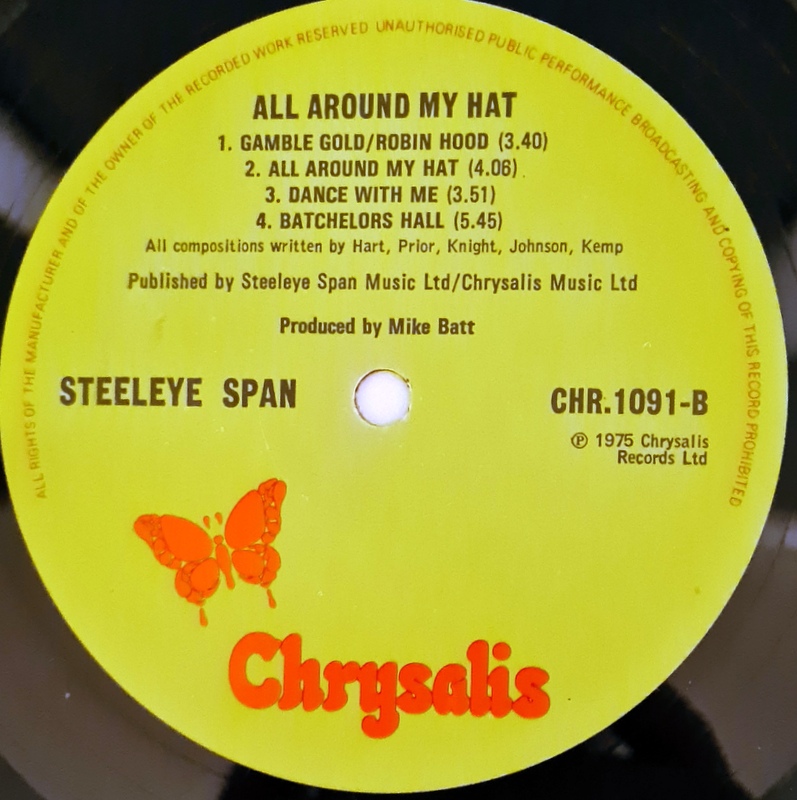 ALL RIGHTS OF THE MANUFACTURER AND OF THE OWNER OF THE RECORDED WORK RESERVED UNAUTHORISED PUBLIC PERFORMANCE BROADCASTING AND COPYING OF THIS RECORD PROHIBITED
ALL AROUND MY HAT
1. GAMBLE GOLD/ROBIN HOOD (3.40)
2. ALL AROUND MY HAT (4.06)
3. DANCE WITH ME (3.51)
4. BATCHELORS HALL (5.45)
All compositions written by Hart, Prior, Knight, Johnson, Kemp
Published by Steeleye Span Music Ltd/Chrysalis Music Ltd
Produced by Mike Batt
STEELEYE SPAN
CHR.1091-B
℗ 1975 Chrysalis
Records Ltd
Chrysalis